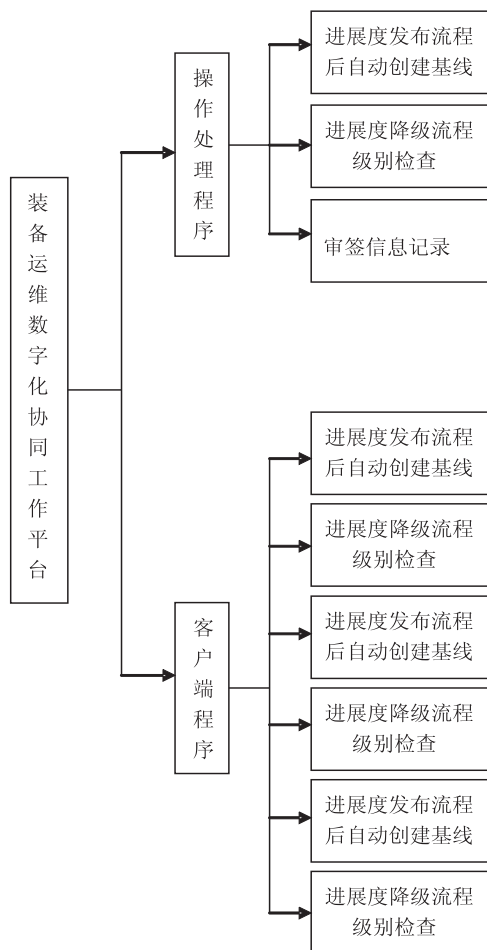 装备运维数字化协同工作平台
操作处理程序
进展度发布流程
后自动创建基线
进展度降级流程
级别检查
审签信息记录
客户端程序
进展度发布流程
后自动创建基线
进展度降级流程
级别检查
进展度发布流程
后自动创建基线
进展度降级流程
级别检查
进展度发布流程
后自动创建基线
进展度降级流程
级别检查